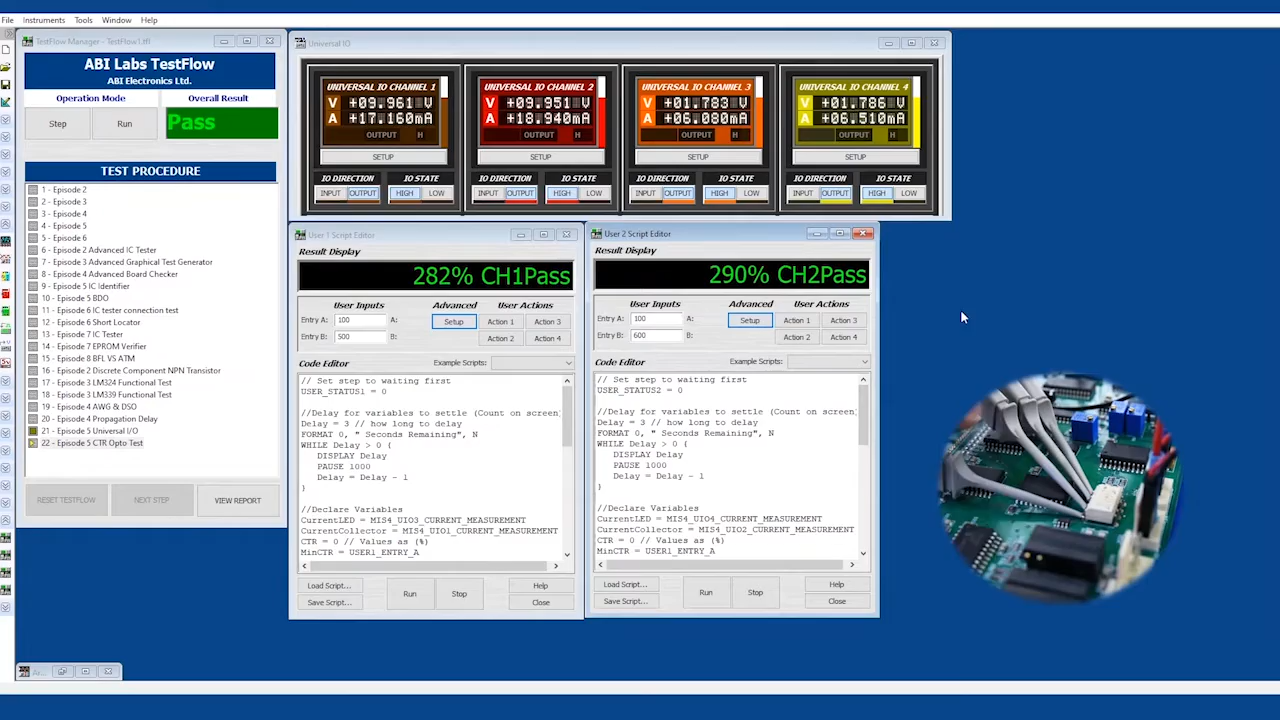 File Instruments Tools Window Help
TestFlow Manager - TestFlow1.tfl
ABI Labs TestFlow
ABI Electronics Ltd.
Operation Mode Overall Result
Step Run Pass
TEST PROCEDURE
1 - Episode 2
2 - Episode 3
3 - Episode 4
4 - Episode 5
5 - Episode 6
6 - Episode 2 Advanced IC Tester
7 - Episode 3 Advanced Graphical Test Generator
8 - Episode 4 Advanced Board Checker
9 - Episode 5 IC Identifier
10 - Episode 5 BDO
11 - Episode 6 IC tester connection test
12 - Episode 6 Short Locator
13 - Episode 7 IC Tester
14 - Episode 7 EPROM Verifier
15 - Episode 8 BFL VS ATM
16 - Episode 2 Discrete Component NPN Transistor
17 - Episode 3 LM324 Functional Test
18 - Episode 3 LM339 Functional Test
19 - Episode 4 AWG & DSO
20 - Episode 4 Propagation Delay
21 - Episode 5 Universal I/O
22 - Episode 5 CTR Opto Test
RESET TESTFLOW NEXT STEP VIEW REPORT
Universal IO
UNIVERSAL IO CHANNEL 1
V +09.961 V
A +17.160mA
OUTPUT H
SETUP
IO DIRECTION IO STATE
INPUT OUTPUT HIGH LOW
UNIVERSAL IO CHANNEL 2
V +09.951 V
A +18.940mA
OUTPUT H
SETUP
IO DIRECTION IO STATE
INPUT OUTPUT HIGH LOW
UNIVERSAL IO CHANNEL 3
V +01.783 V
A +06.080mA
OUTPUT H
SETUP
IO DIRECTION IO STATE
INPUT OUTPUT HIGH LOW
UNIVERSAL IO CHANNEL 4
V +01.786 V
A +06.510mA
OUTPUT H
SETUP
IO DIRECTION IO STATE
INPUT OUTPUT HIGH LOW
User 1 Script Editor
Result Display
282% CH1Pass
User Inputs Advanced User Actions
Entry A: 100 A: Setup Action 1 Action 3
Entry B: 500 B: Action 2 Action 4
Code Editor Example Scripts:
// Set step to waiting first
USER_STATUS1 = 0
//Delay for variables to settle (Count on screen)
Delay = 3 // how long to delay
FORMAT 0, " Seconds Remaining", N
WHILE Delay > 0 {
DISPLAY Delay
PAUSE 1000
Delay = Delay - 1
}
//Declare Variables
CurrentLED = MIS4_UIO3_CURRENT_MEASUREMENT
CurrentCollector = MIS4_UIO1_CURRENT_MEASUREMENT
CTR = 0 // Values as (%)
MinCTR = USER1_ENTRY_A
Load Script... Run Stop Help
Save Script... Close
User 2 Script Editor
Result Display
290% CH2Pass
User Inputs Advanced User Actions
Entry A: 100 A: Setup Action 1 Action 3
Entry B: 600 B: Action 2 Action 4
Code Editor Example Scripts:
// Set step to waiting first
USER_STATUS2 = 0
//Delay for variables to settle (Count on screen)
Delay = 3 // how long to delay
FORMAT 0, " Seconds Remaining", N
WHILE Delay > 0 {
DISPLAY Delay
PAUSE 1000
Delay = Delay - 1
}
//Declare Variables
CurrentLED = MIS4_UIO4_CURRENT_MEASUREMENT
CurrentCollector = MIS4_UIO2_CURRENT_MEASUREMENT
CTR = 0 // Values as (%)
MinCTR = USER2_ENTRY_A
Load Script... Run Stop Help
Save Script... Close